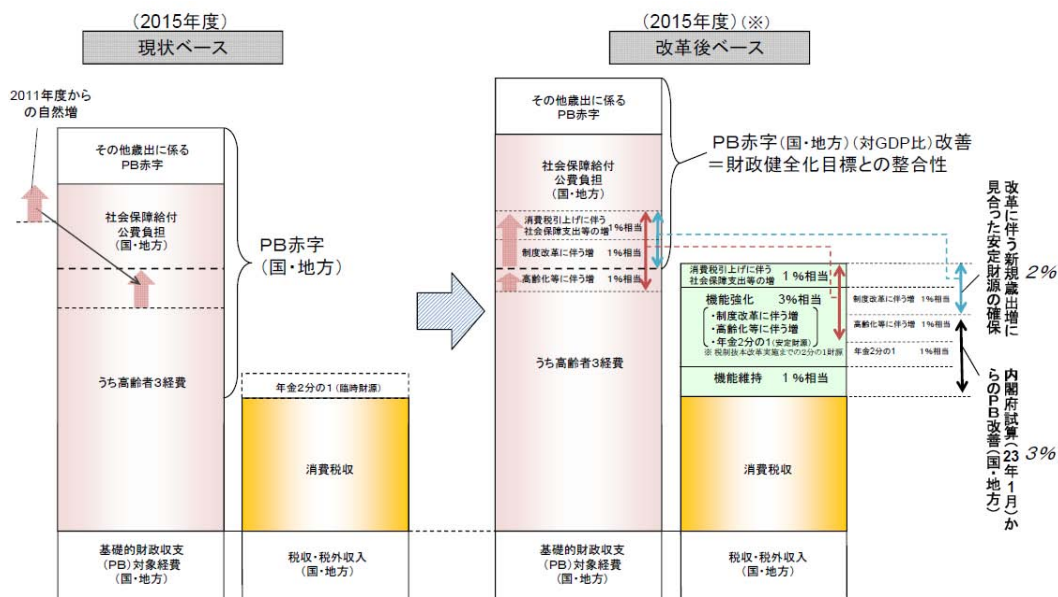 (2015年度)
現状ベース
2011年度から
の自然増
その他歳出に係る
PB赤字
社会保障給付
公費負担
(国・地方)
うち高齢者3経費
PB赤字
(国・地方)
年金2分の1(臨時財源)
消費税収
基礎的財政収支
(PB)対象経費
(国・地方)
税収・税外収入
(国・地方)
(2015年度)(※)
改革後ベース
その他歳出に係る
PB赤字
社会保障給付
公費負担
(国・地方)
消費税引上げに伴う
社会保障支出等の増 1%相当
制度改革に伴う増 1%相当
高齢化等に伴う増 1%相当
うち高齢者3経費
PB赤字(国・地方)(対GDP比)改善
=財政健全化目標との整合性
消費税引上げに伴う
社会保障支出等の増 1%相当
機能強化 3%相当
・制度改革に伴う増
・高齢化等に伴う増
・年金2分の1(安定財源)
※税制抜本改革実施までの2分の1財源
機能維持 1%相当
消費税収
制度改革に伴う増 1%相当
高齢化等に伴う増 1%相当
年金2分の1 1%相当
改革に伴う新規歳出増に
見合った安定財源の確保
2%
内閣府試算(23年1月)か
らのPB改善(国・地方)
3%
基礎的財政収支
(PB)対象経費
(国・地方)
税収・税外収入
(国・地方)